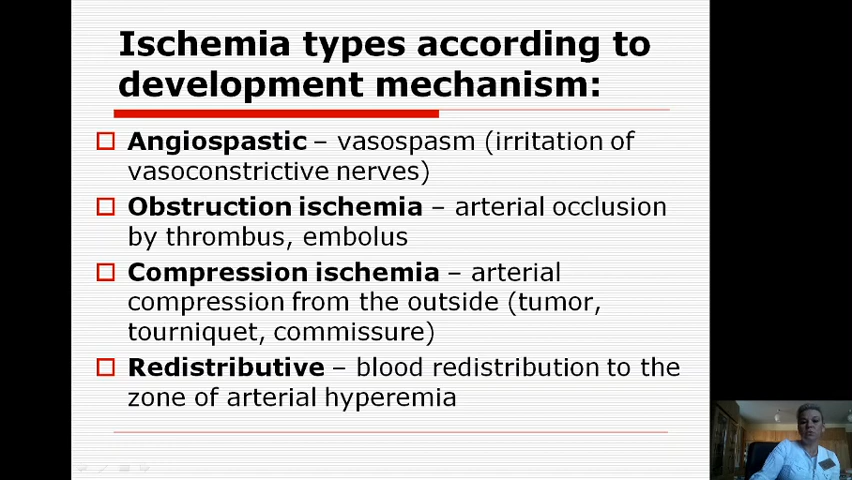 Ischemia types according to
development mechanism:
Angiospastic – vasospasm (irritation of
vasoconstrictive nerves)
Obstruction ischemia – arterial occlusion
by thrombus, embolus
Compression ischemia – arterial
compression from the outside (tumor,
tourniquet, commissure)
Redistributive – blood redistribution to the
zone of arterial hyperemia